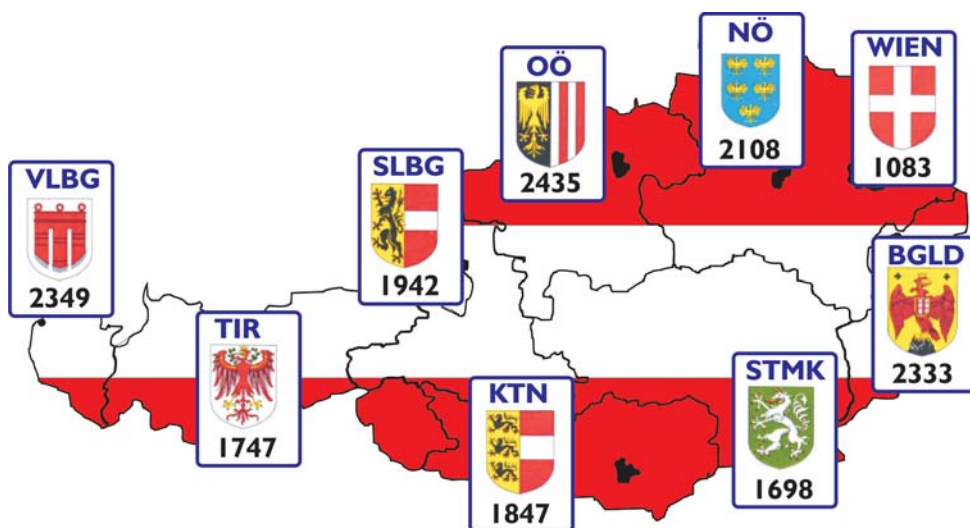 VLBG
2349
TIR
1747
SLBG
1942
OÖ
2435
NÖ
2108
WIEN
1083
BGLD
2333
STMK
1698
KTN
1847